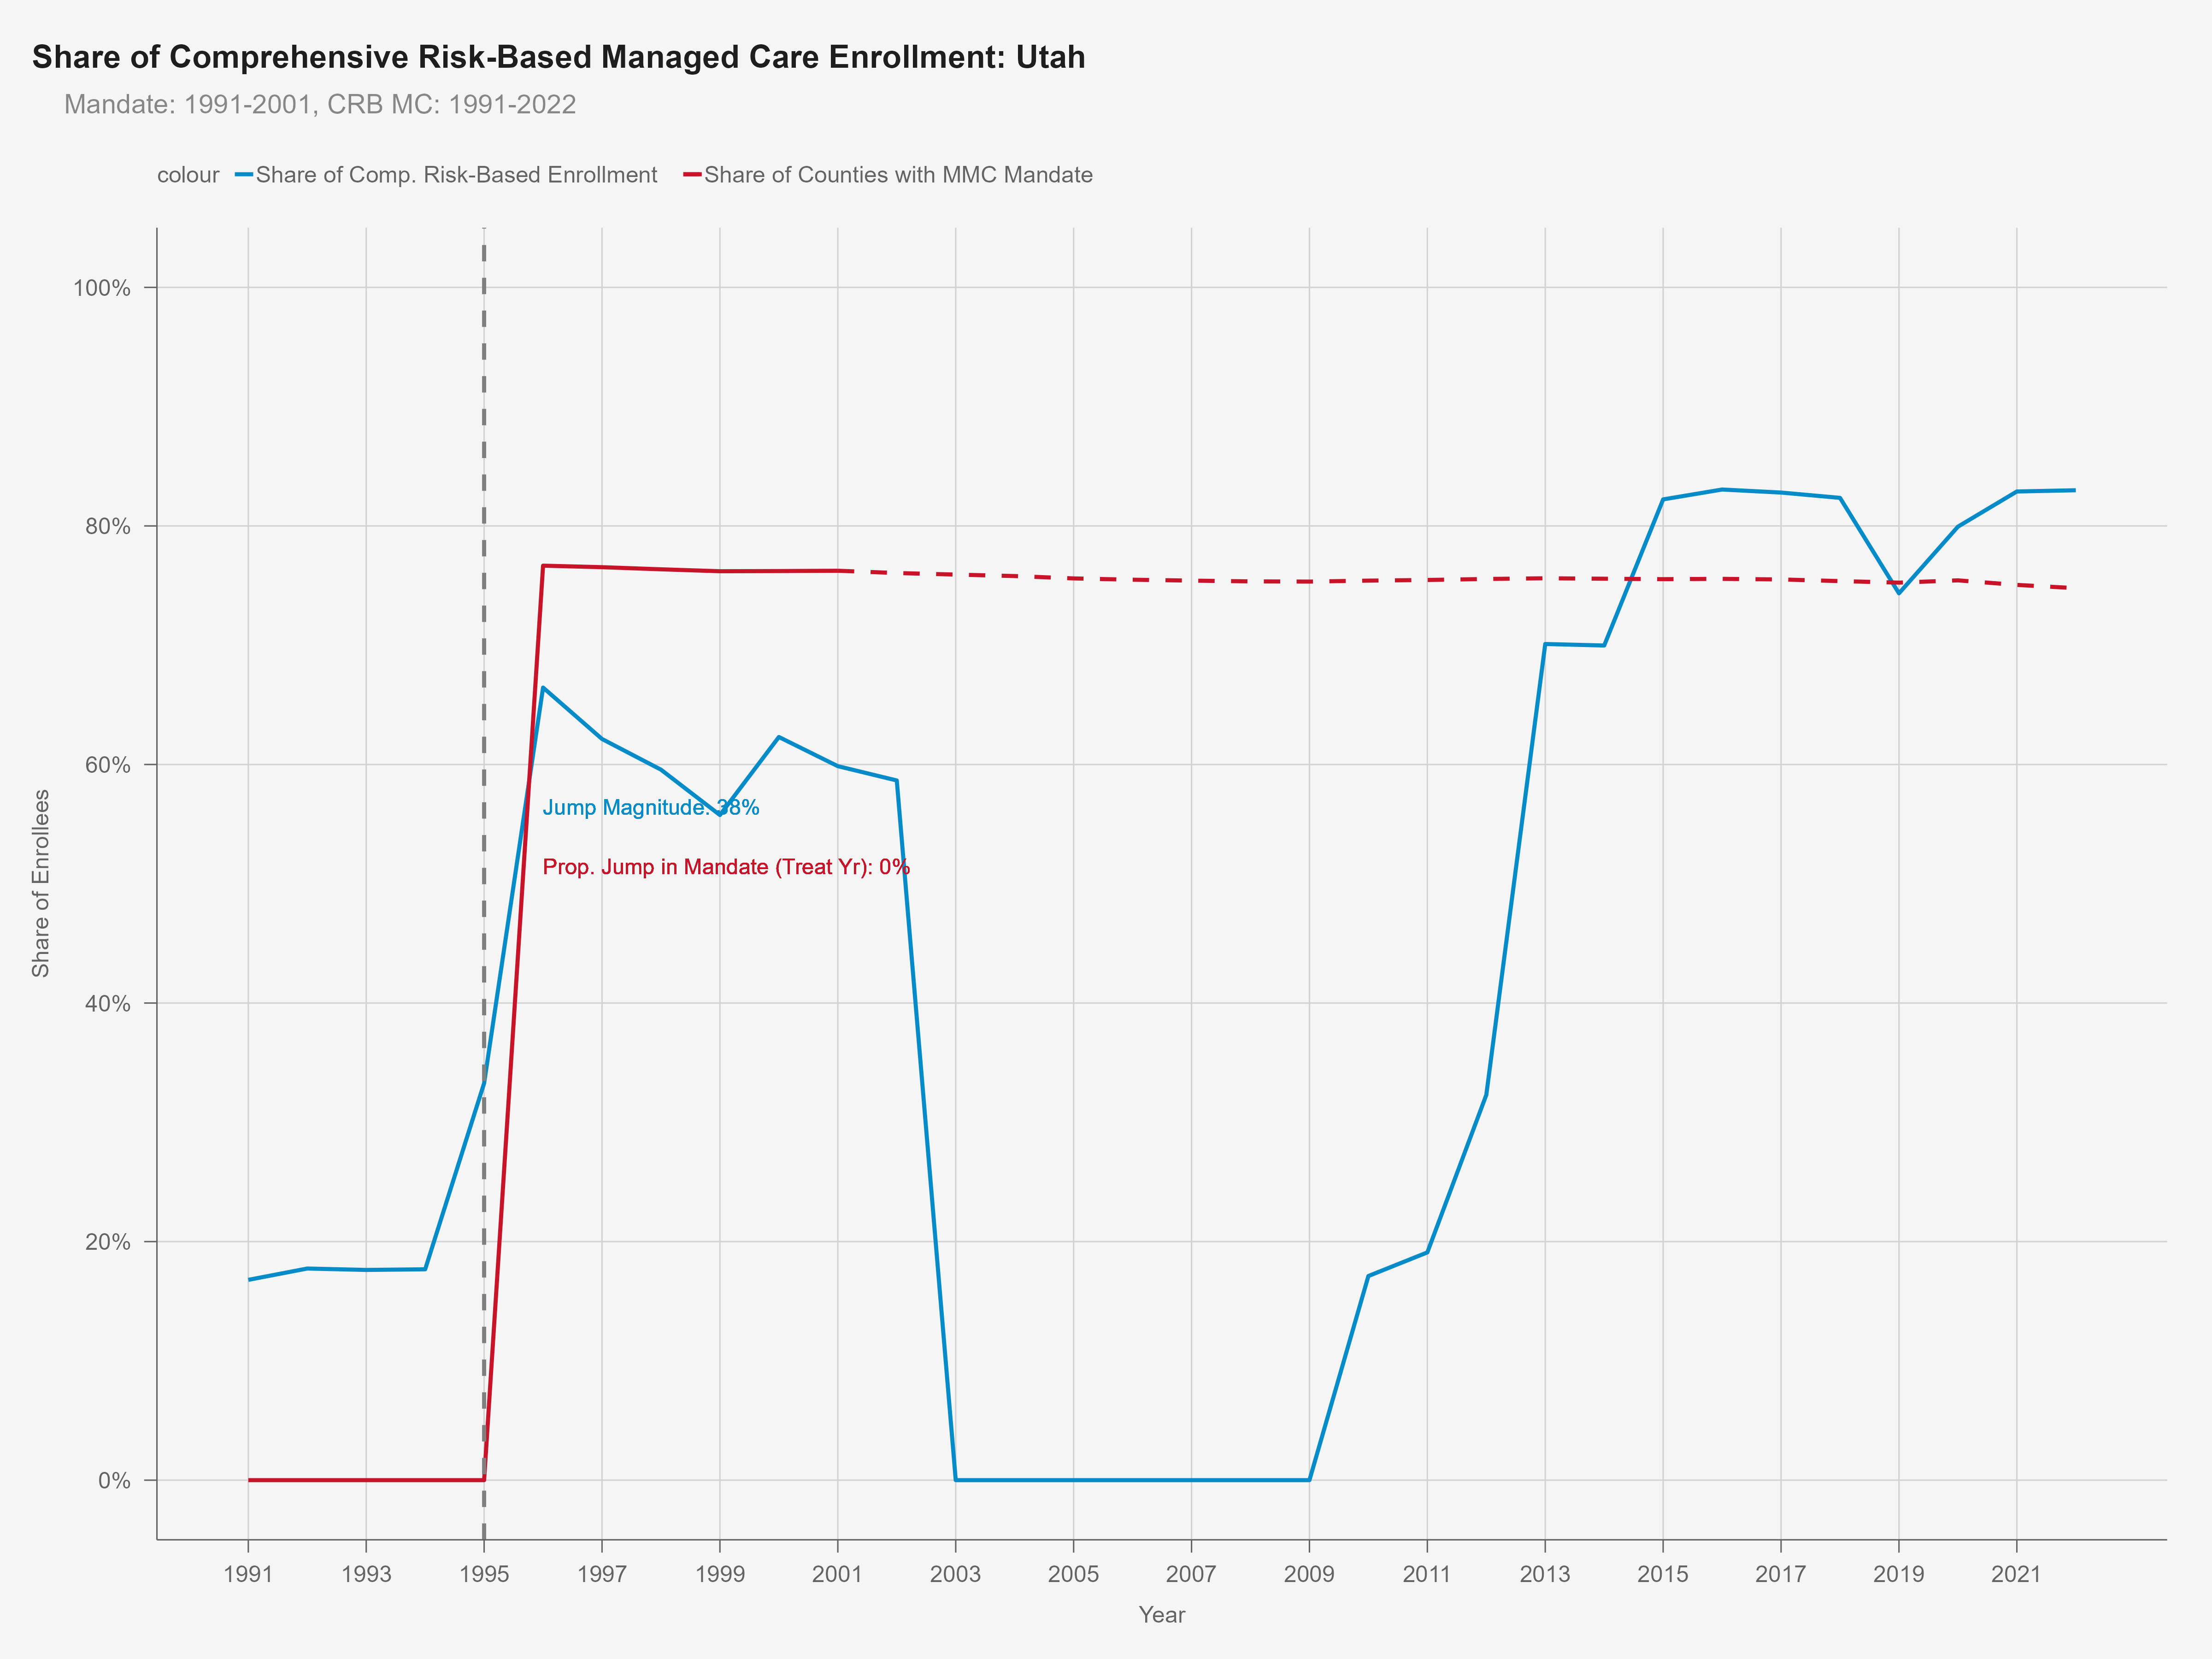 Share of Comprehensive Risk-Based Managed Care Enrollment: Utah
Mandate: 1991-2001, CRB MC: 1991-2022
colour Share of Comp. Risk-Based Enrollment Share of Counties with MMC Mandate
100%
80%
60%
40%
20%
0%
Share of Enrollees
Jump Magnitude: 38%
Prop. Jump in Mandate (Treat Yr): 0%
1991 1993 1995 1997 1999 2001 2003 2005 2007 2009 2011 2013 2015 2017 2019 2021
Year